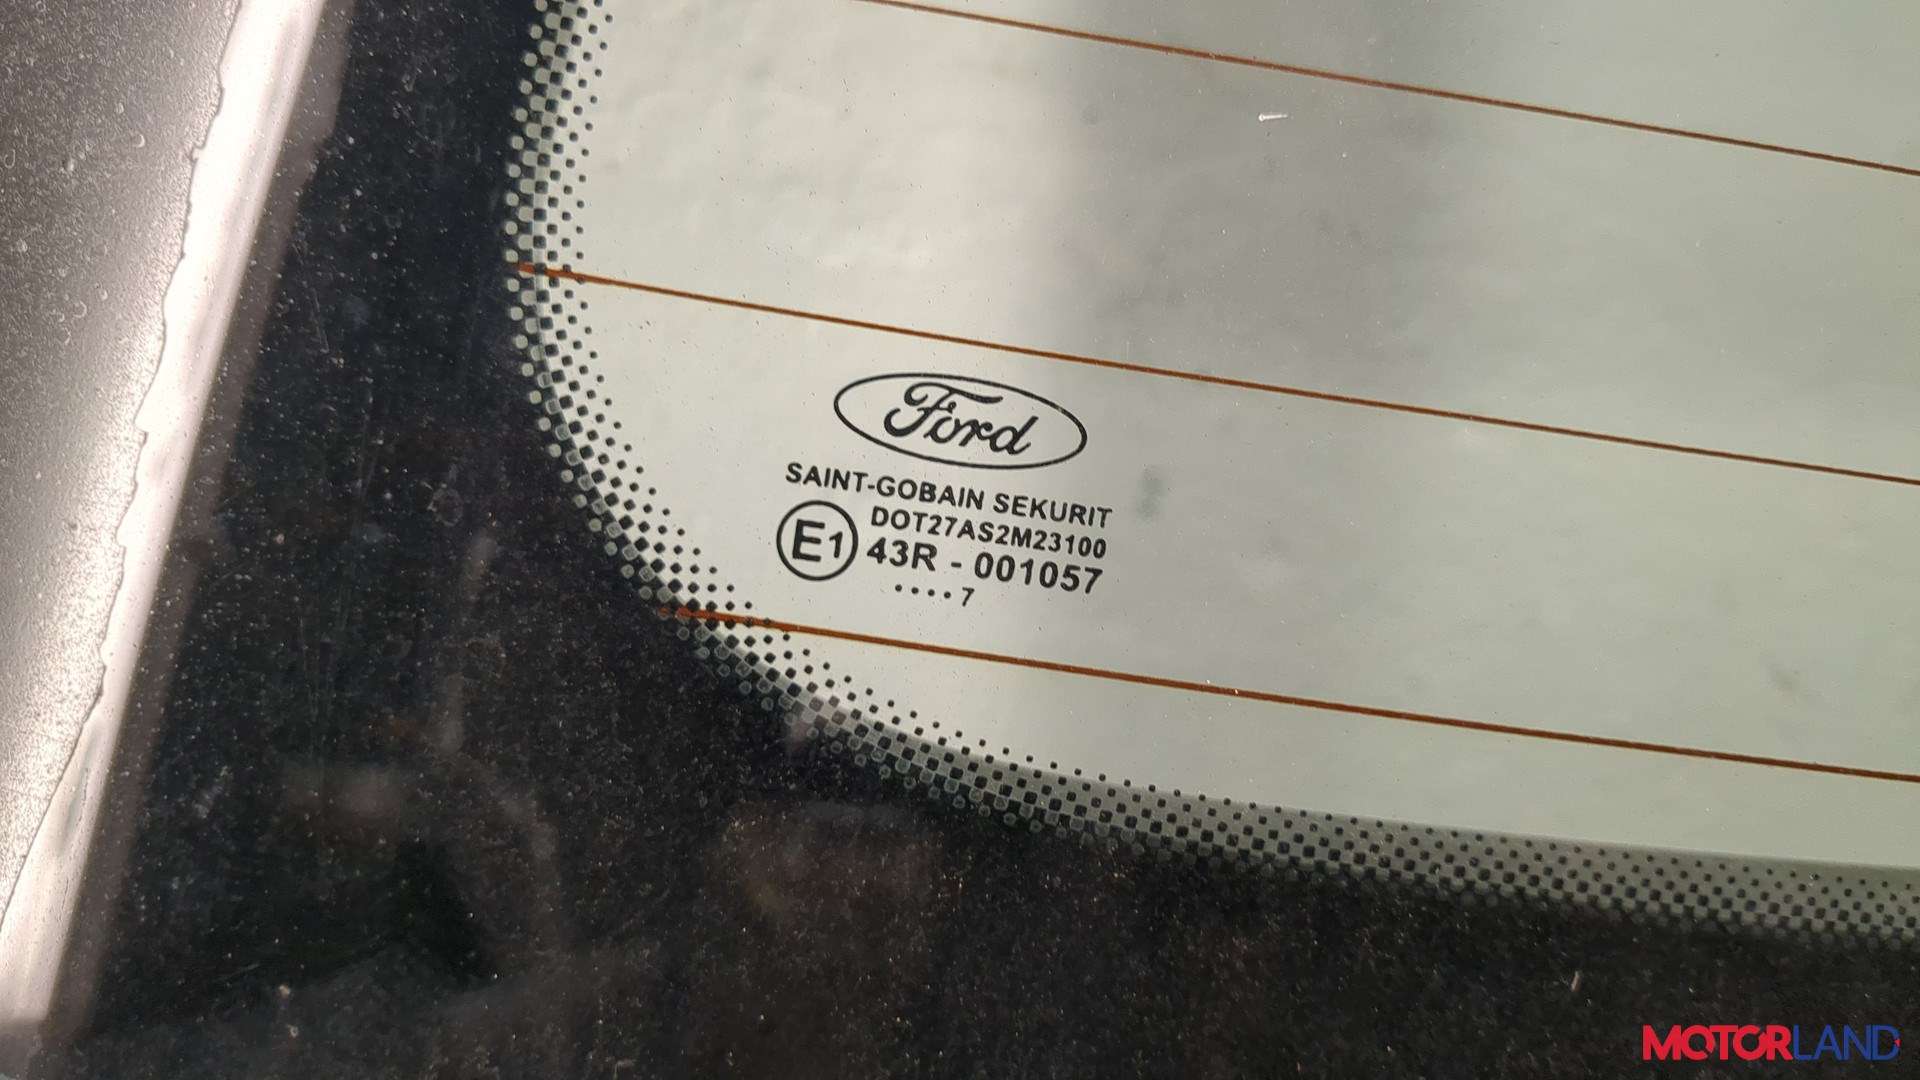 Ford
SAINT-GOBAIN SEKURIT
DOT27AS2M23100
E1 43R - 001057
.... 7
MOTORLAND